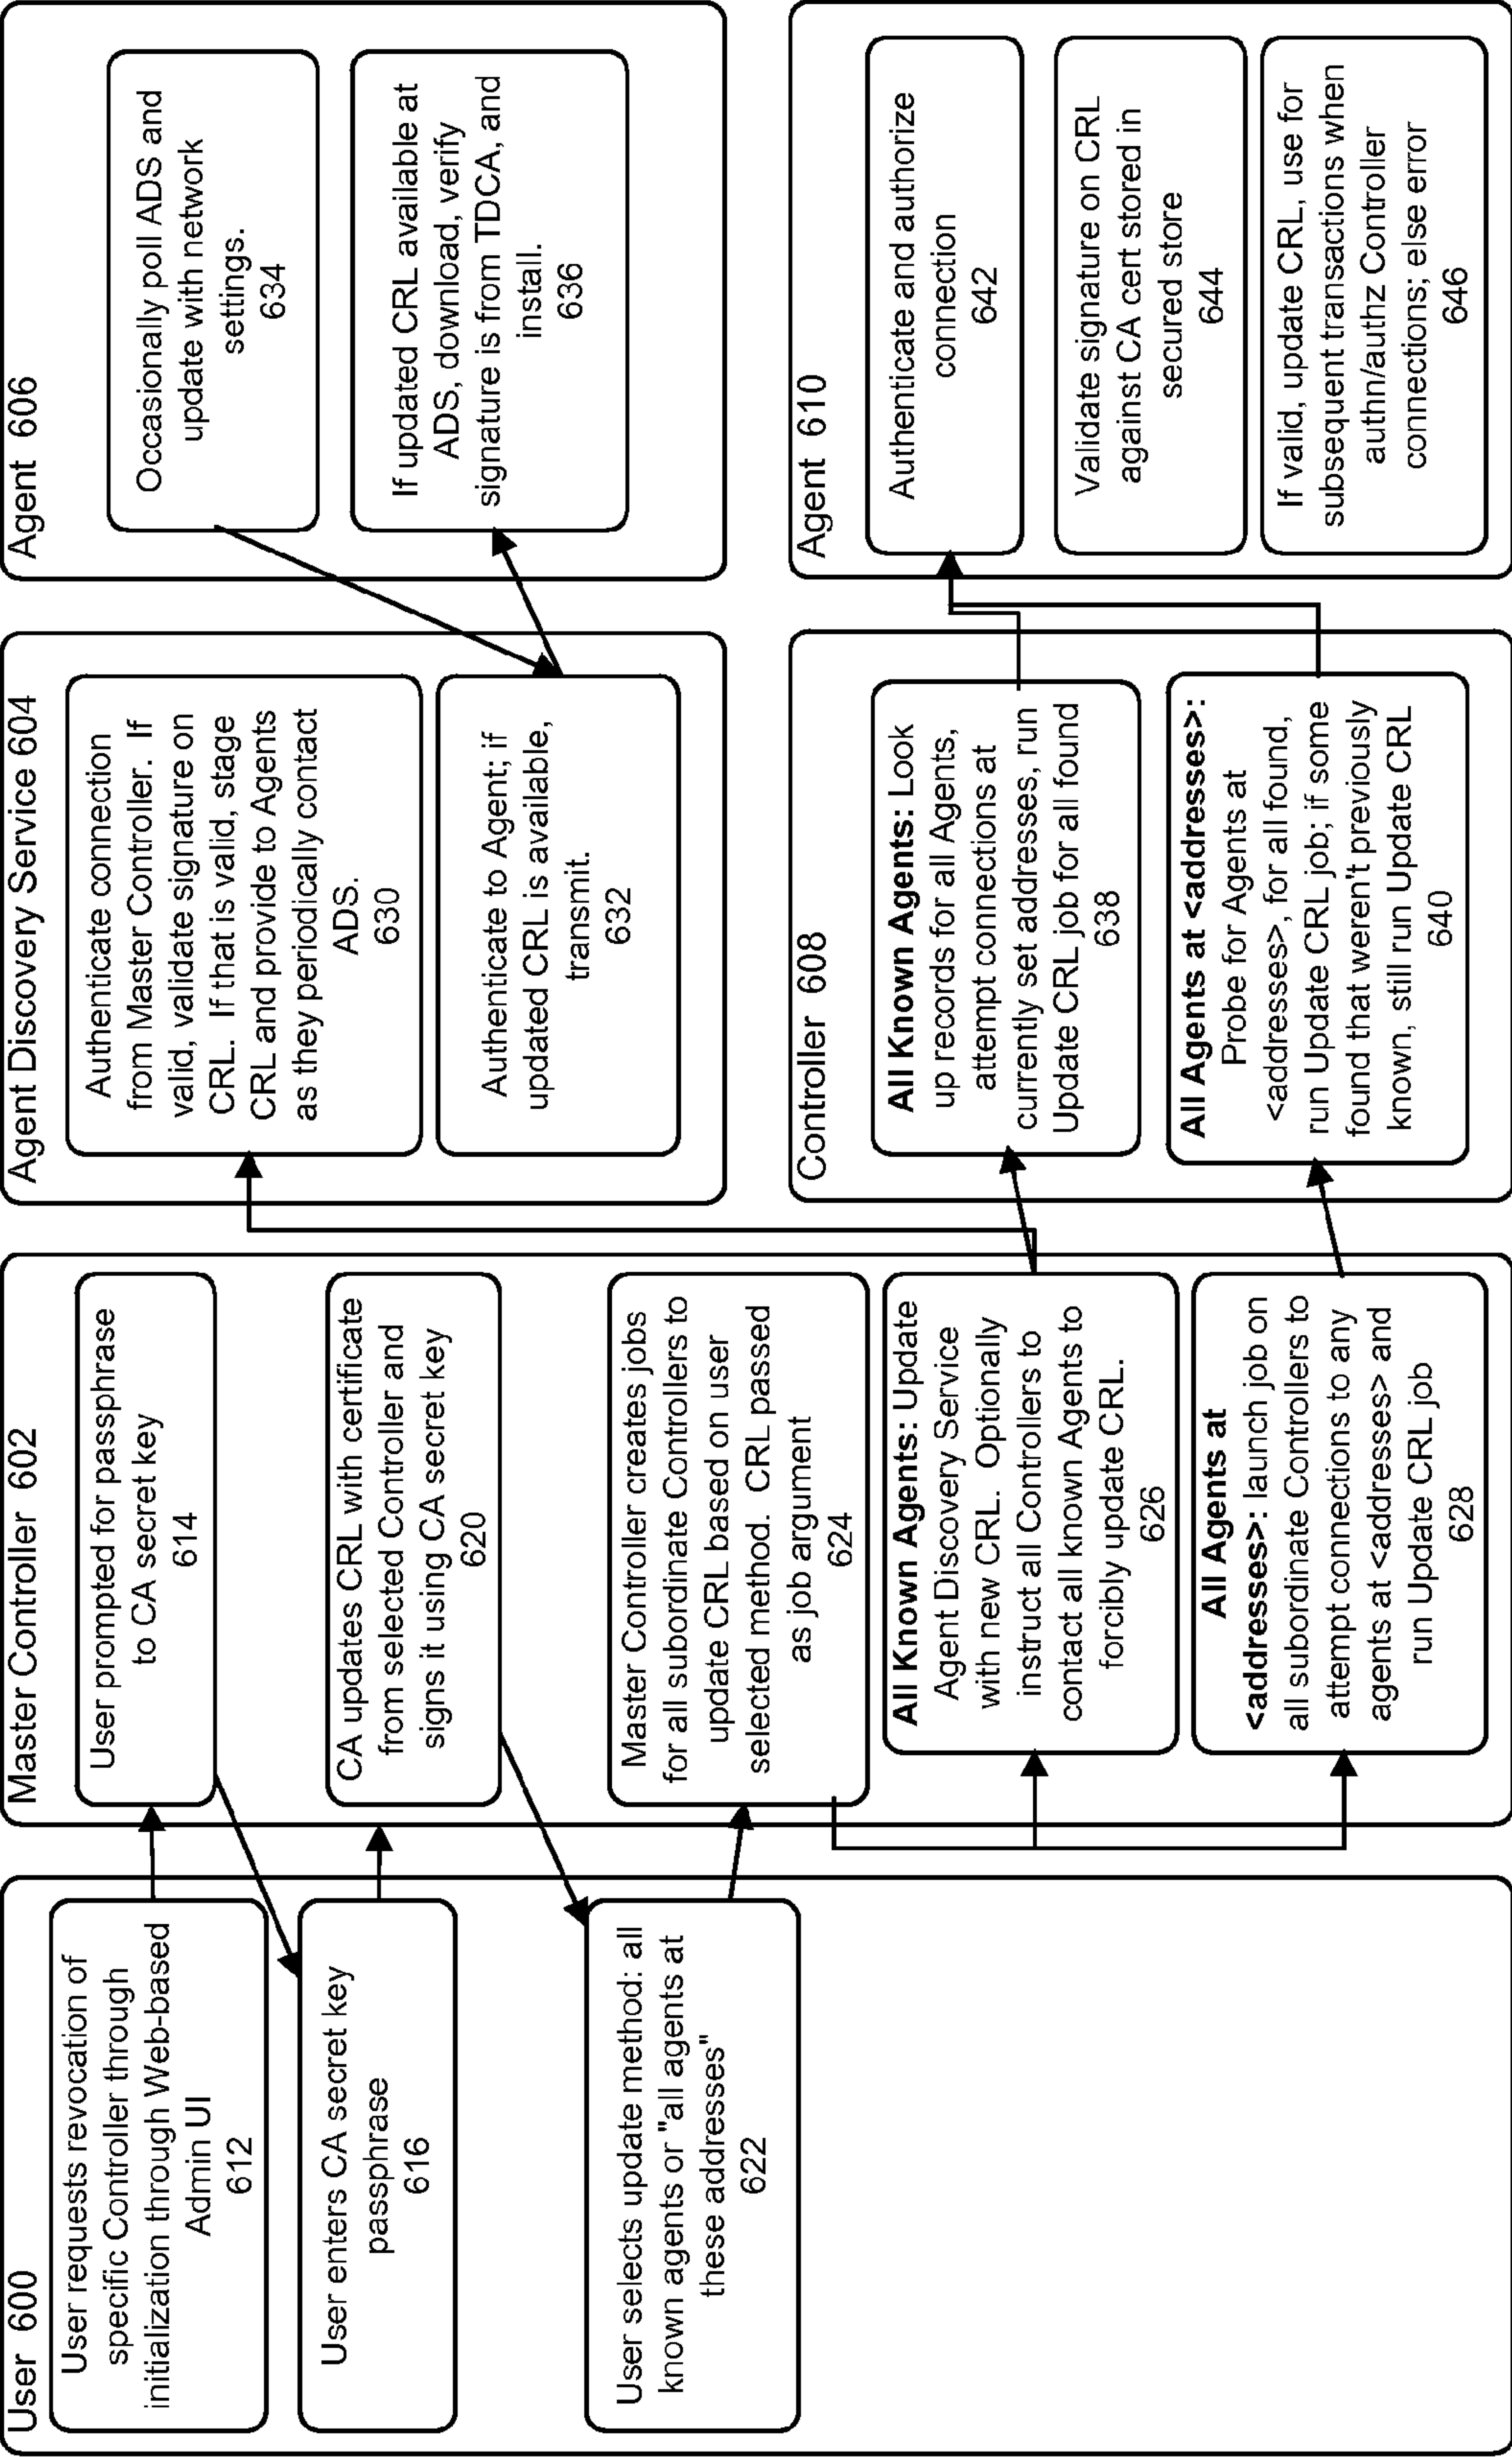 User 600
User requests revocation of
specific Controller through
initialization through Web-based
Admin UI
612
User enters CA secret key
passphrase
616
User selects update method: all
known agents or "all agents at
these addresses"
622
Master Controller 602
User prompted for passphrase
to CA secret key
614
CA updates CRL with certificate
from selected Controller and
signs it using CA secret key
620
Master Controller creates jobs
for all subordinate Controllers to
update CRL based on user
selected method. CRL passed
as job argument
624
All Known Agents: Update
Agent Discovery Service
with new CRL. Optionally
instruct all Controllers to
contact all known Agents to
forcibly update CRL.
626
All Agents at
<addresses>: launch job on
all subordinate Controllers to
attempt connections to any
agents at <addresses> and
run Update CRL job
628
Agent Discovery Service 604
Authenticate connection
from Master Controller. If
valid, validate signature on
CRL. If that is valid, stage
CRL and provide to Agents
as they periodically contact
ADS.
630
Authenticate to Agent; if
updated CRL is available,
transmit.
632
Agent 606
Occasionally poll ADS and
update with network
settings.
634
If updated CRL available at
ADS, download, verify
signature is from TDCA, and
install.
636
Controller 608
All Known Agents: Look
up records for all Agents,
attempt connections at
currently set addresses, run
Update CRL job for all found
638
All Agents at <addresses>:
Probe for Agents at
<addresses>, for all found,
run Update CRL job; if some
found that weren't previously
known, still run Update CRL
640
Agent 610
Authenticate and authorize
connection
642
Validate signature on CRL
against CA cert stored in
secured store
644
If valid, update CRL, use for
subsequent transactions when
authn/authz Controller
connections; else error
646